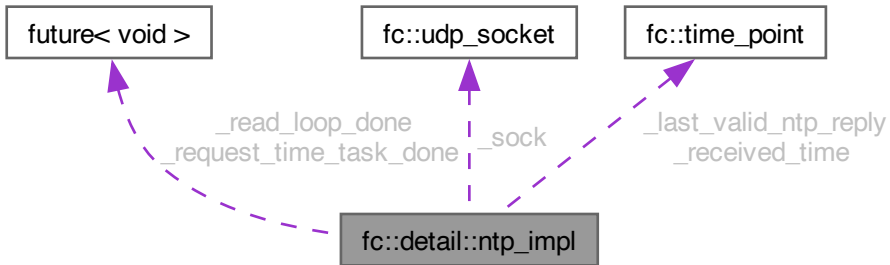 future< void >
fc::udp_socket
fc::time_point
_read_loop_done
_request_time_task_done
_sock
_last_valid_ntp_reply
_received_time
fc::detail::ntp_impl